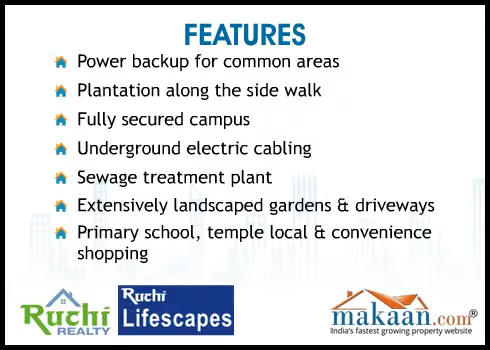 FEATURES
Power backup for common areas
Plantation along the side walk
Fully secured campus
Underground electric cabling
Sewage treatment plant
Extensively landscaped gardens & driveways
Primary school, temple local & convenience
shopping
Ruchi
REALTY
Ruchi
Lifescapes
makaan.com®
India's fastest growing property website